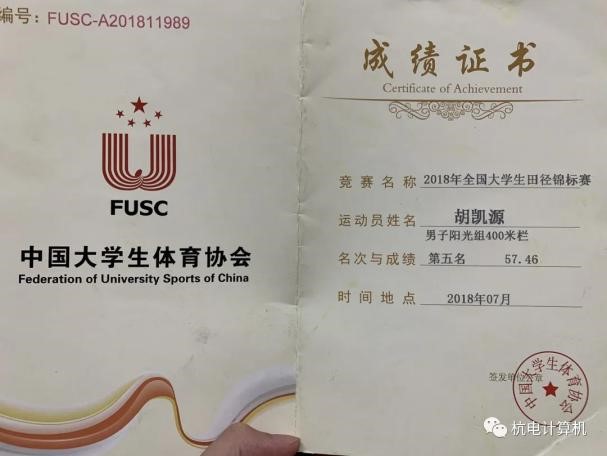 编号：FUSC-A201811989
FUSC
中国大学生体育协会
Federation of University Sports of China
成绩证书
Certificate of Achievement
竞赛名称 2018年全国大学生田径锦标赛
运动员姓名 胡凯源
男子阳光组400米栏
名次与成绩 第五名 57.46
时间地点 2018年07月
签发单位公章
中国大学生体育协会
杭电计算机